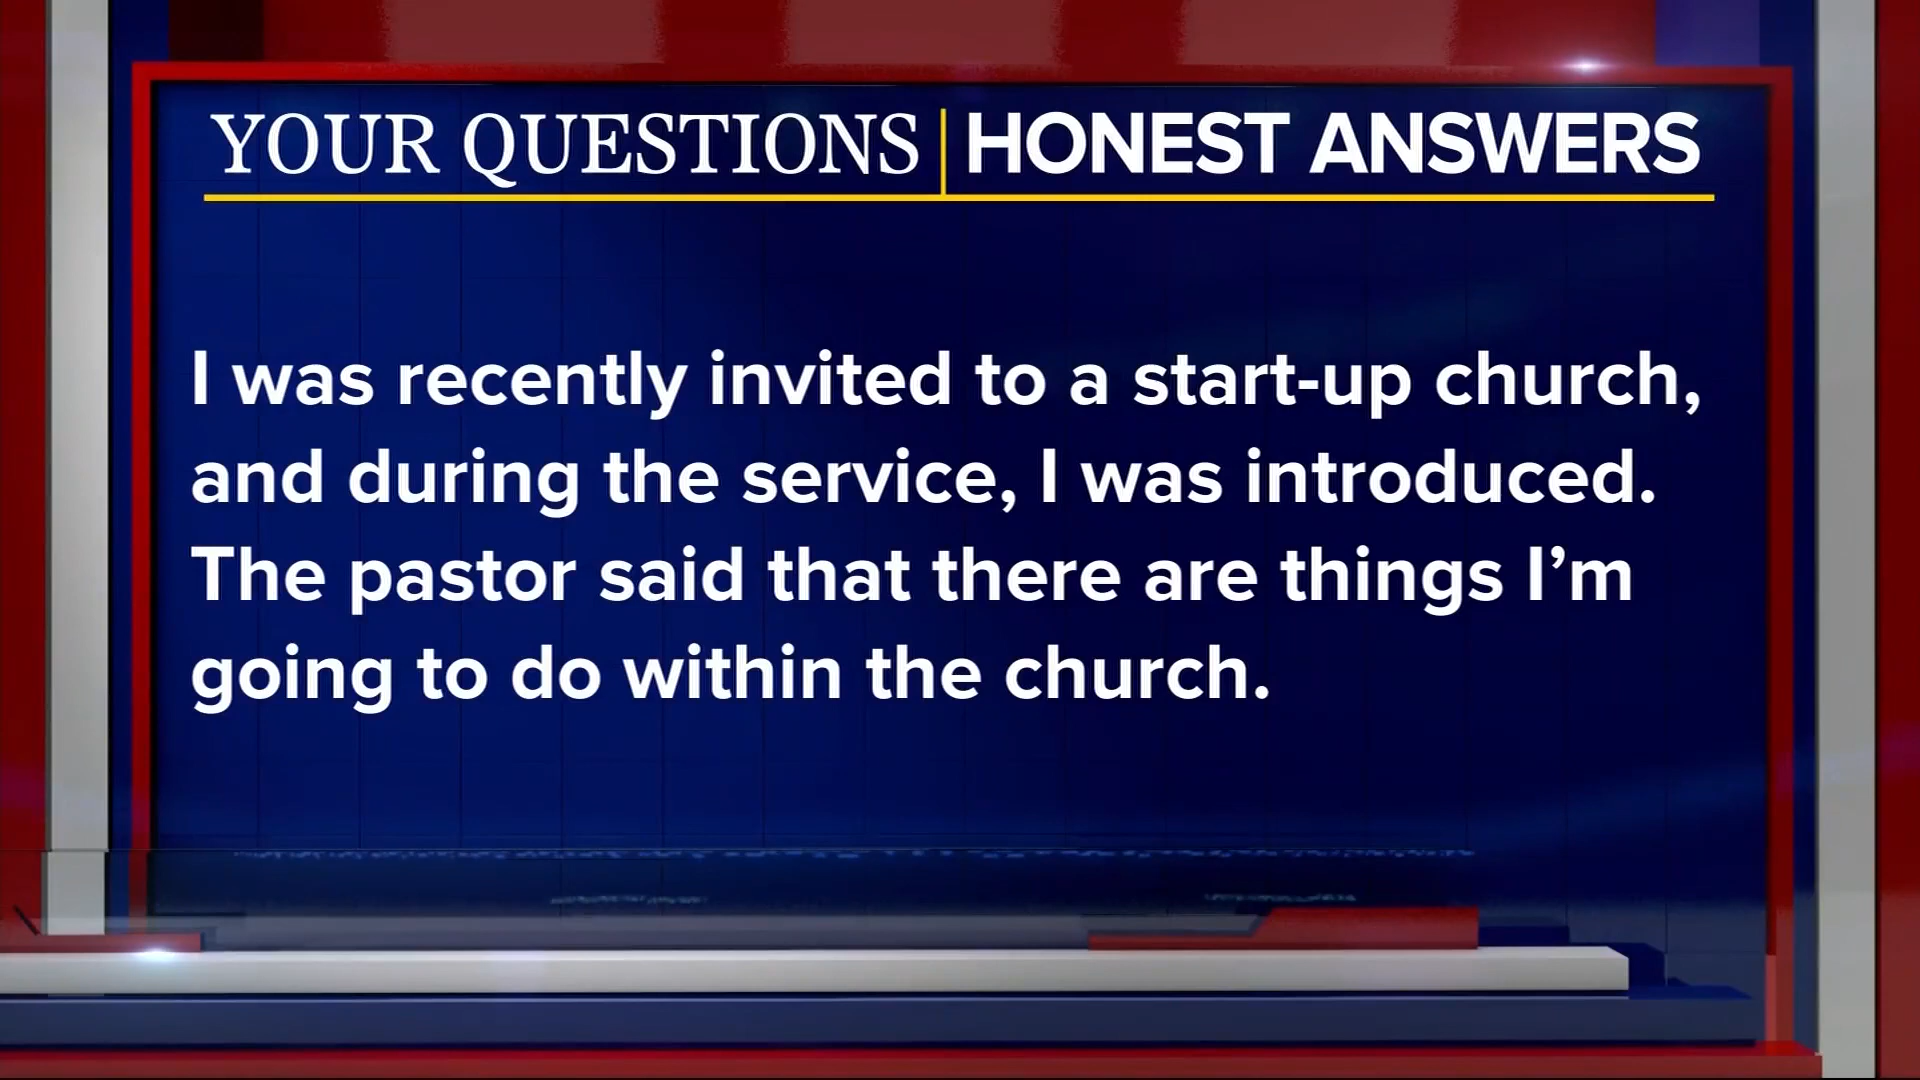 YOUR QUESTIONS HONEST ANSWERS
I was recently invited to a start-up church,
and during the service, I was introduced.
The pastor said that there are things I’m
going to do within the church.